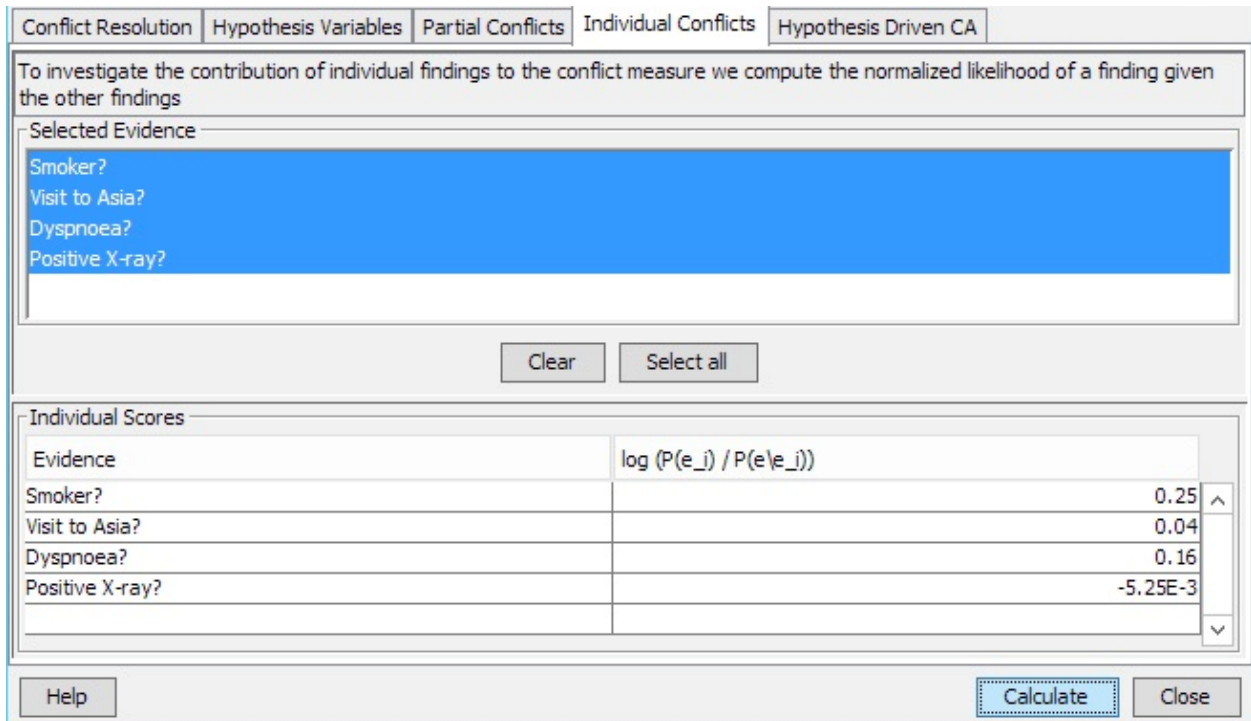 Conflict Resolution Hypothesis Variables Partial Conflicts Individual Conflicts Hypothesis Driven CA
To investigate the contribution of individual findings to the conflict measure we compute the normalized likelihood of a finding given
the other findings
Selected Evidence
Smoker?
Visit to Asia?
Dyspnoea?
Positive X-ray?
Clear Select all
Individual Scores
Evidence log (P(e_i) / P(e\e_i))
Smoker? 0.25
Visit to Asia? 0.04
Dyspnoea? 0.16
Positive X-ray? -5.25E-3
Help Calculate Close